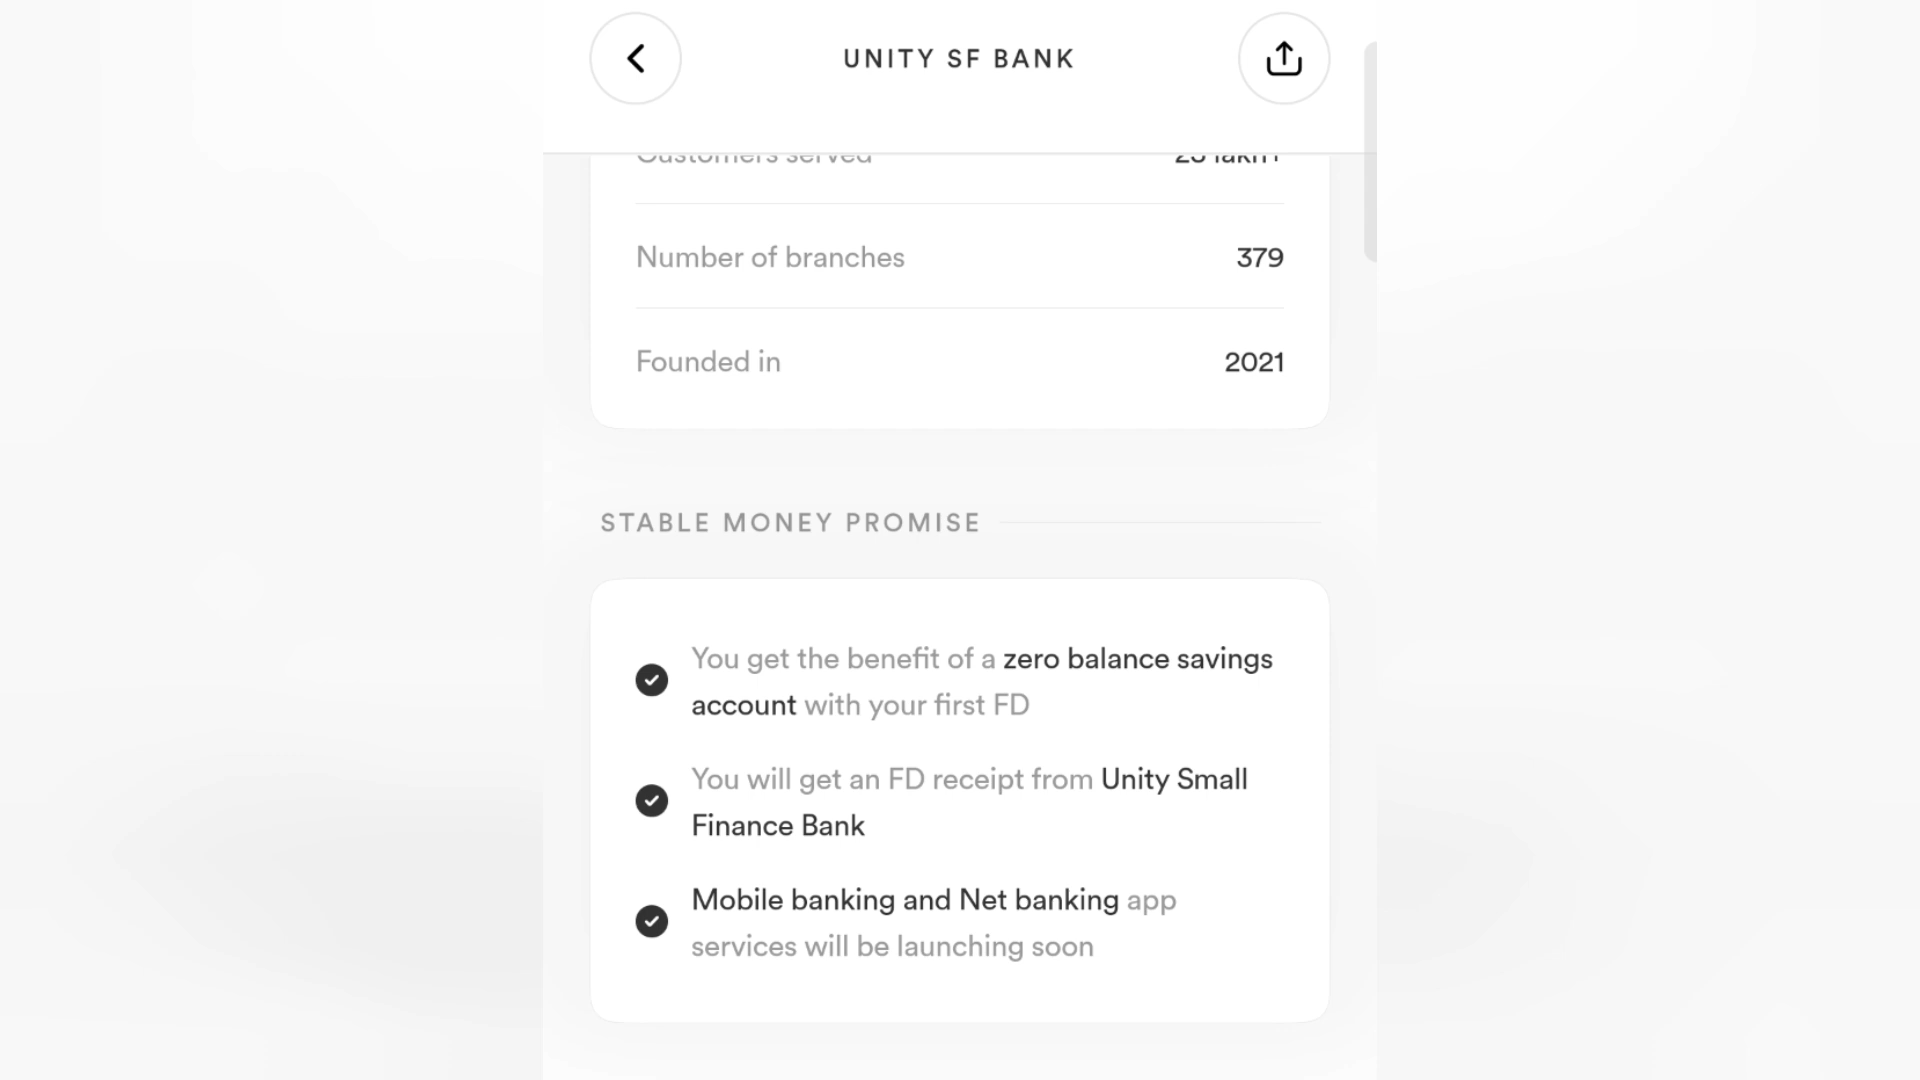 UNITY SF BANK
Customers served
Number of branches 379
Founded in 2021
STABLE MONEY PROMISE
You get the benefit of a zero balance savings
account with your first FD
You will get an FD receipt from Unity Small
Finance Bank
Mobile banking and Net banking app
services will be launching soon